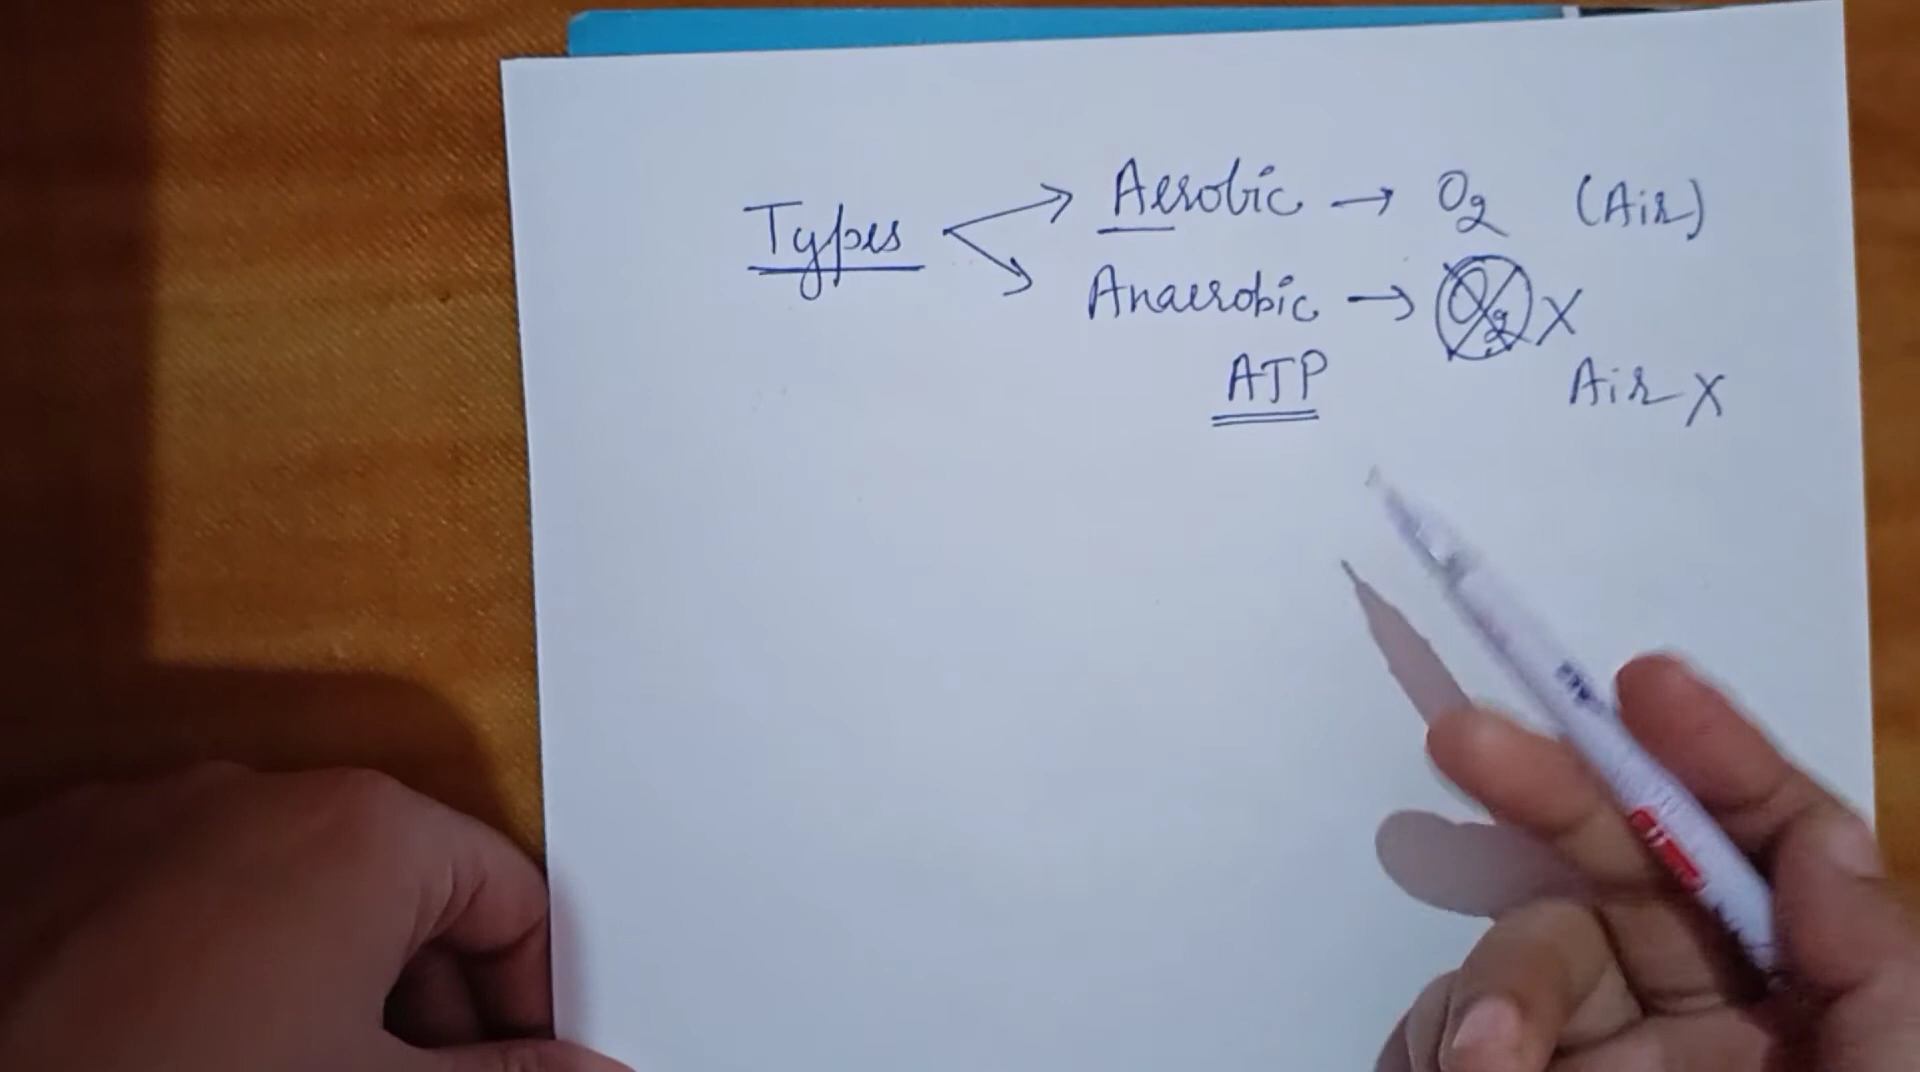 Types → Aerobic → O2 (Air)
→ Anaerobic → O2 X
ATP
Air X